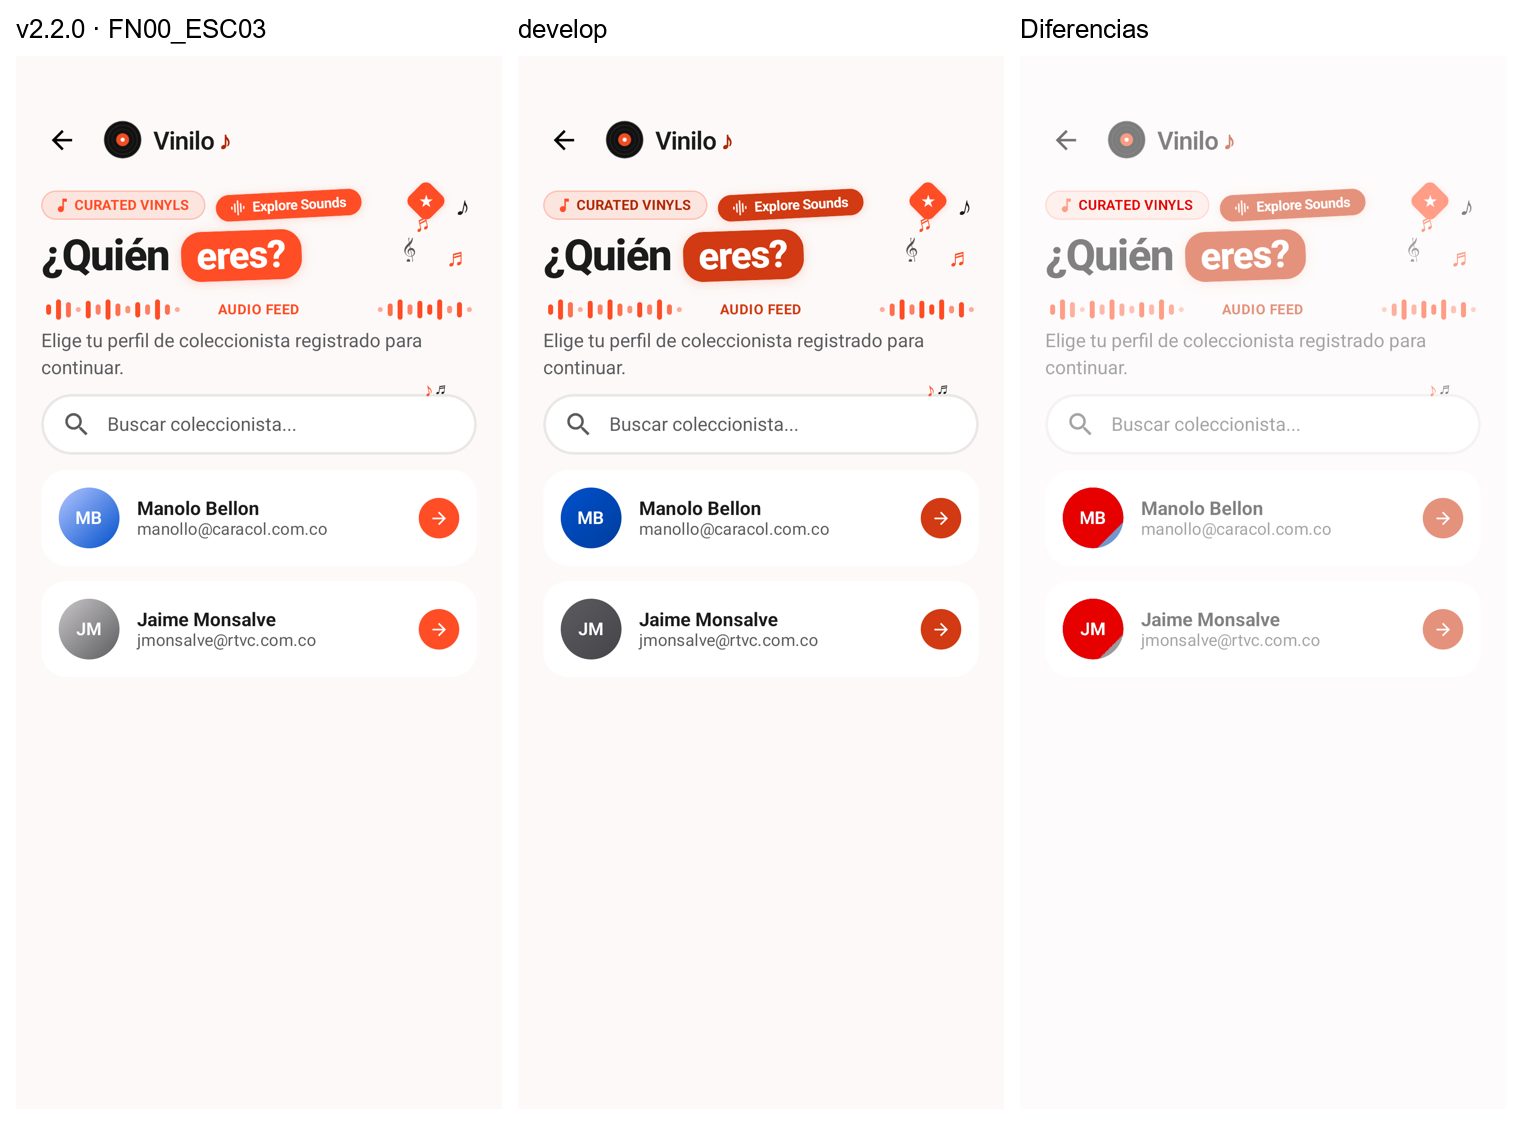 v2.2.0 · FN00_ESC03
Vinilo
CURATED VINYLS
Explore Sounds
¿Quién eres?
AUDIO FEED
Elige tu perfil de coleccionista registrado para
continuar.
Buscar coleccionista...
MB
Manolo Bellon
manollo@caracol.com.co
JM
Jaime Monsalve
jmonsalve@rtvc.com.co
develop
Vinilo
CURATED VINYLS
Explore Sounds
¿Quién eres?
AUDIO FEED
Elige tu perfil de coleccionista registrado para
continuar.
Buscar coleccionista...
MB
Manolo Bellon
manollo@caracol.com.co
JM
Jaime Monsalve
jmonsalve@rtvc.com.co
Diferencias
Vinilo
CURATED VINYLS
Explore Sounds
¿Quién eres?
AUDIO FEED
Elige tu perfil de coleccionista registrado para
continuar.
Buscar coleccionista...
MB
Manolo Bellon
manollo@caracol.com.co
JM
Jaime Monsalve
jmonsalve@rtvc.com.co